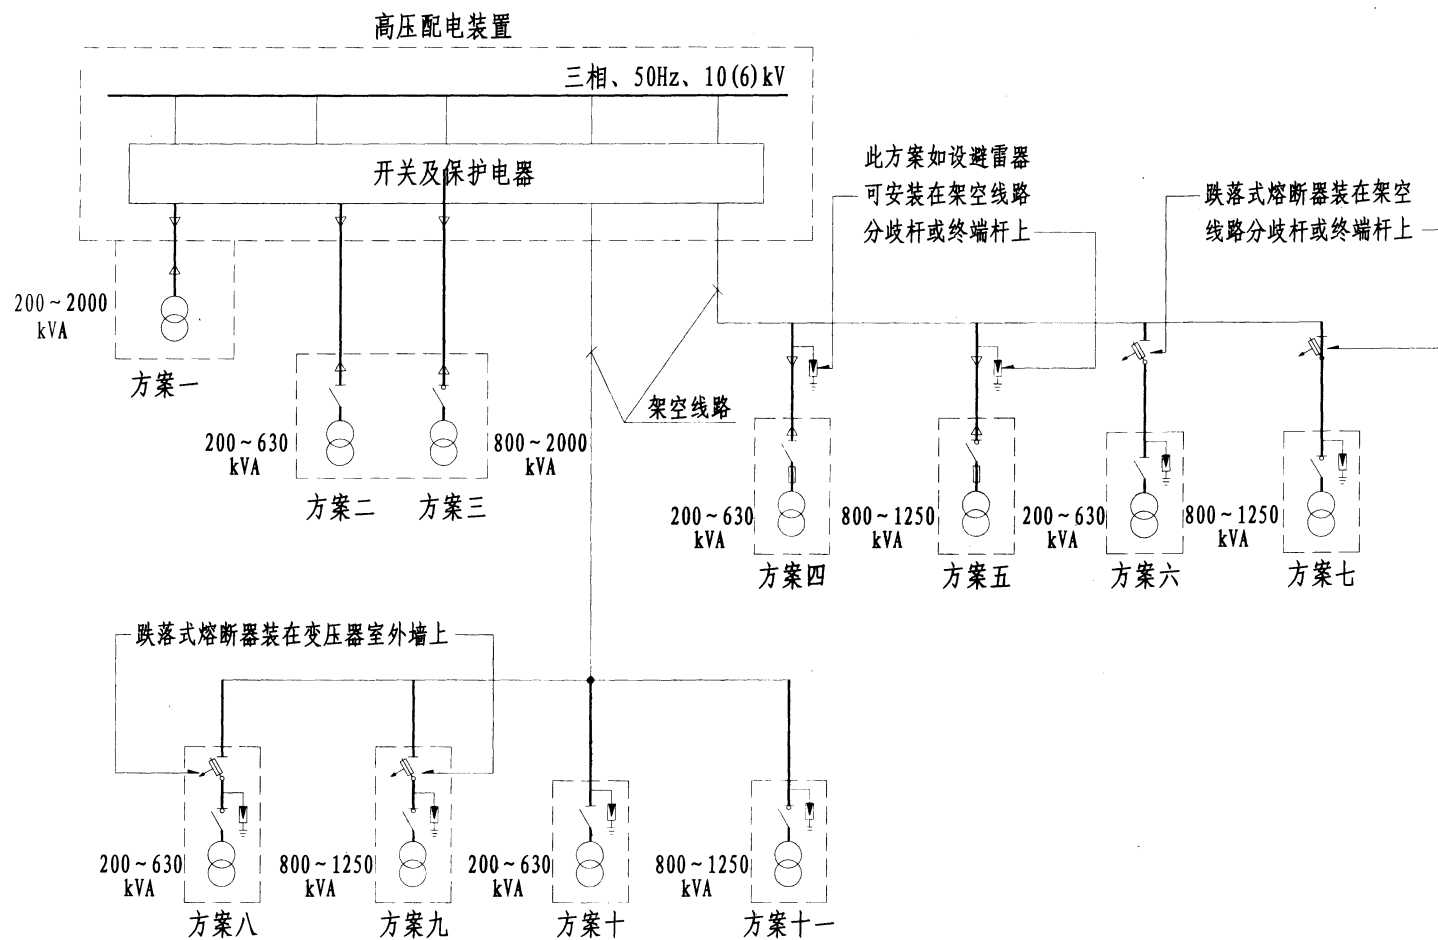 高压配电装置
三相、50Hz、10(6)kV
开关及保护电器
此方案如设避雷器
可安装在架空线路
分歧杆或终端杆上
跌落式熔断器装在架空
线路分歧杆或终端杆上
200~2000
kVA
方案一
架空线路
200~630
kVA
800~2000
kVA
方案二
方案三
200~630
kVA
800~1250
kVA
200~630
kVA
800~1250
kVA
方案四
方案五
方案六
方案七
跌落式熔断器装在变压器室外墙上
200~630
kVA
800~1250
kVA
200~630
kVA
800~1250
kVA
方案八
方案九
方案十
方案十一